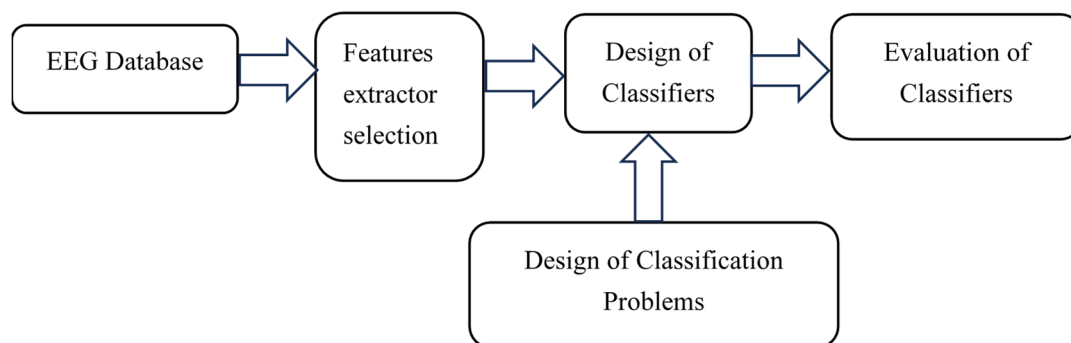 EEG Database
Features
extractor
selection
Design of
Classifiers
Evaluation of
Classifiers
Design of Classification
Problems